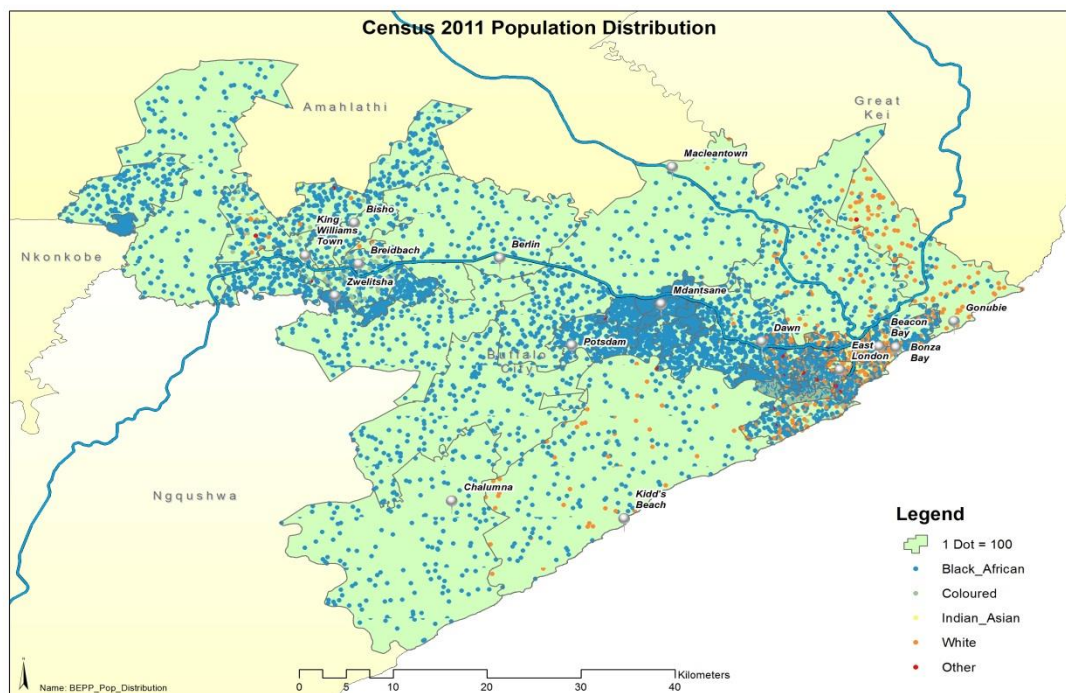 Census 2011 Population Distribution
Amahlathi
Great
Kei
Macleantown
Bisho
King
Williams
Town
Nkonkobe
Breidbach
Berlin
Zwelitsha
Mdantsane
Gonubie
Dawn
Beacon
Bay
Potsdam
Buffalo
City
East
London
Bonza
Bay
Chalumna
Ngqushwa
Kidd's
Beach
Legend
1 Dot = 100
Black_African
Coloured
Indian_Asian
White
Other
Kilometers
0 5 10 20 30 40
Name: BEPP_Pop_Distribution